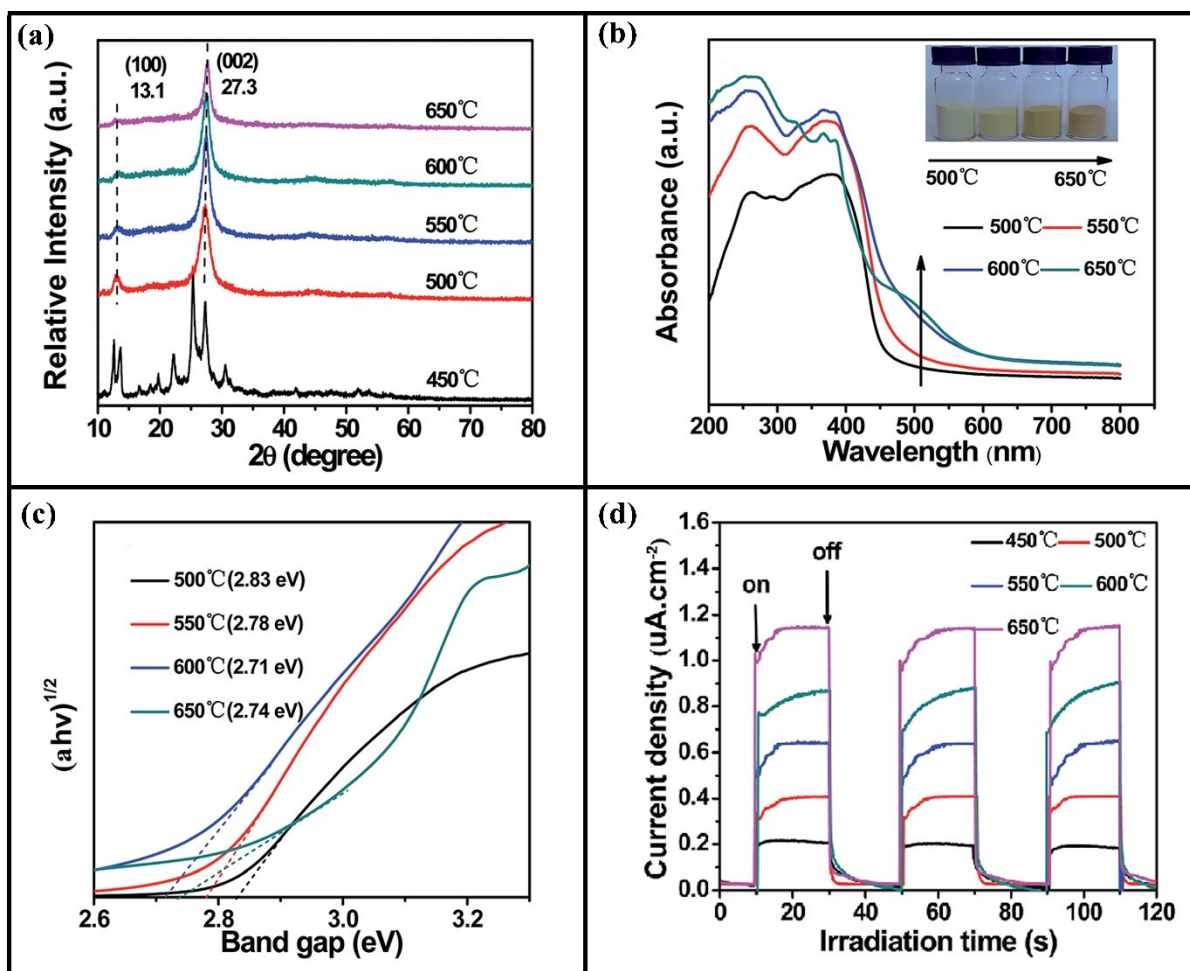 (a)
(100)
13.1
(002)
27.3
650℃
600℃
550℃
500℃
450℃
Relative Intensity (a.u.)
10 20 30 40 50 60 70 80
2θ (degree)
(b)
500℃ 650℃
500℃ 550℃
600℃ 650℃
Absorbance (a.u.)
200 300 400 500 600 700 800
Wavelength (nm)
(c)
500℃(2.83 eV)
550℃(2.78 eV)
600℃(2.71 eV)
650℃(2.74 eV)
(ahv)1/2
2.6 2.8 3.0 3.2
Band gap (eV)
(d)
1.6
1.4
1.2
1.0
0.8
0.6
0.4
0.2
0.0
on
off
450℃ 500℃
550℃ 600℃
650℃
Current density (uA.cm-2)
0 20 40 60 80 100 120
Irradiation time (s)